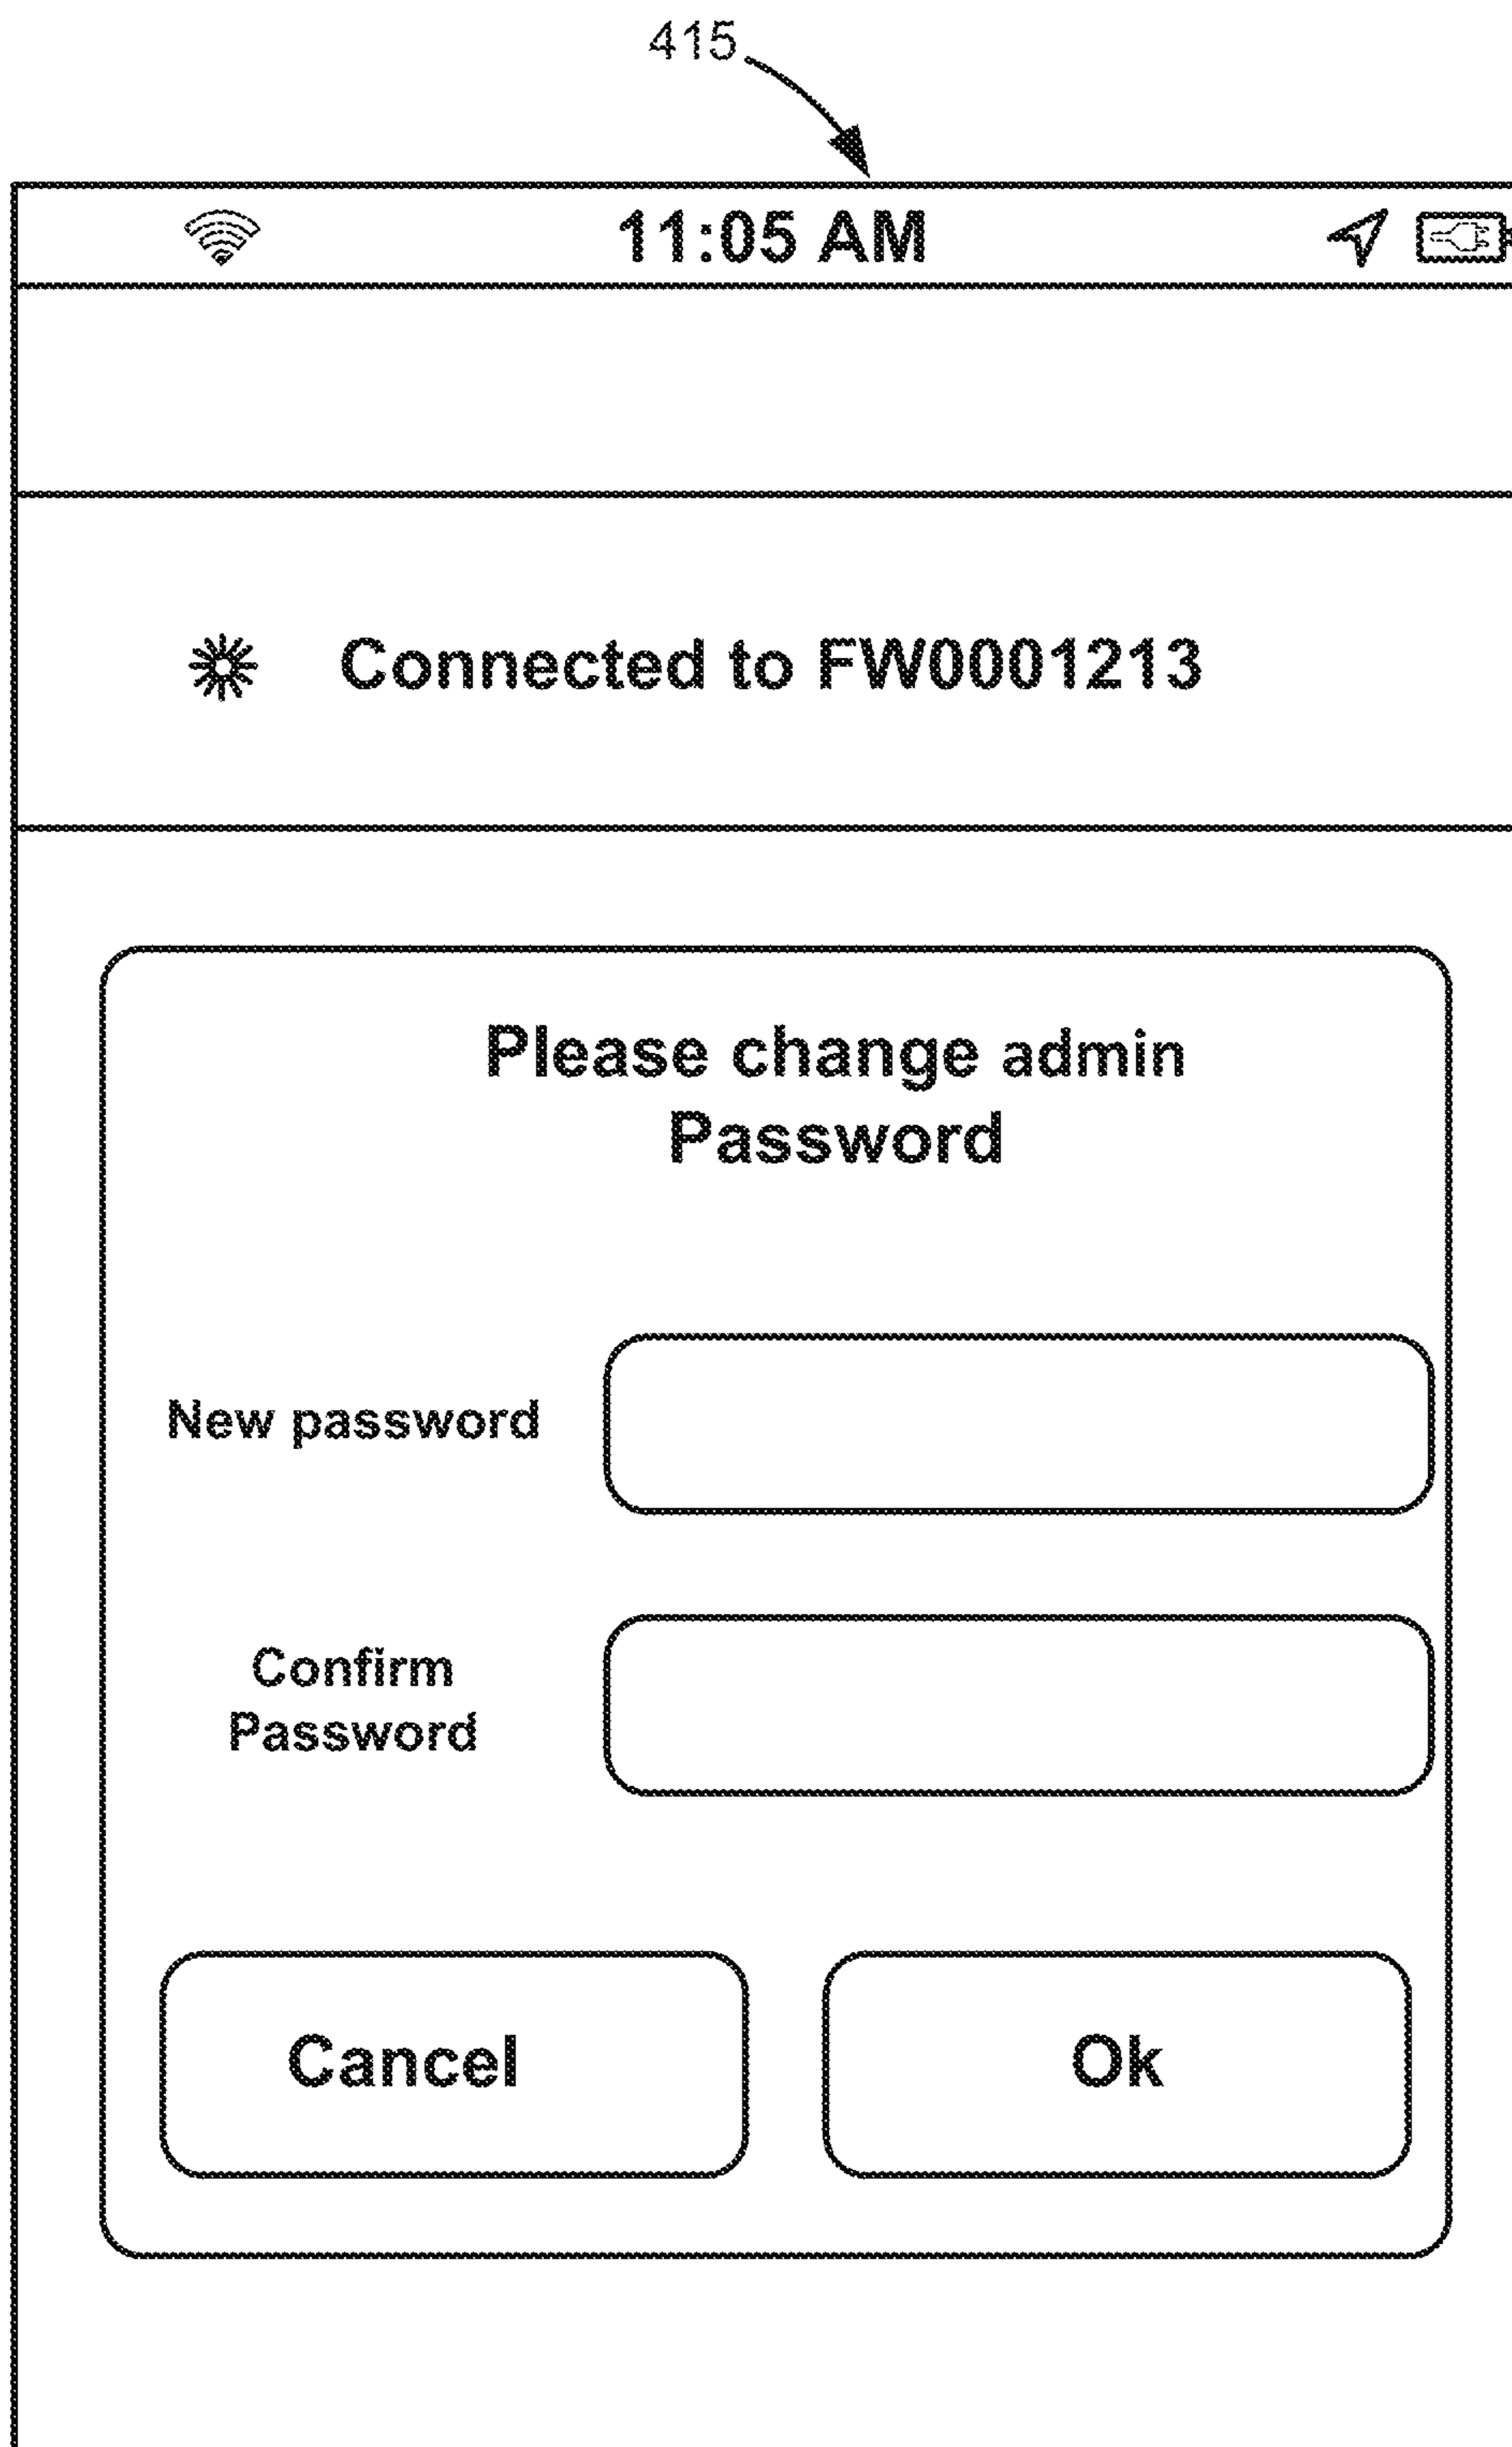 415
11:05 AM
Connected to FW0001213
Please change admin
Password
New password
Confirm
Password
Cancel
Ok